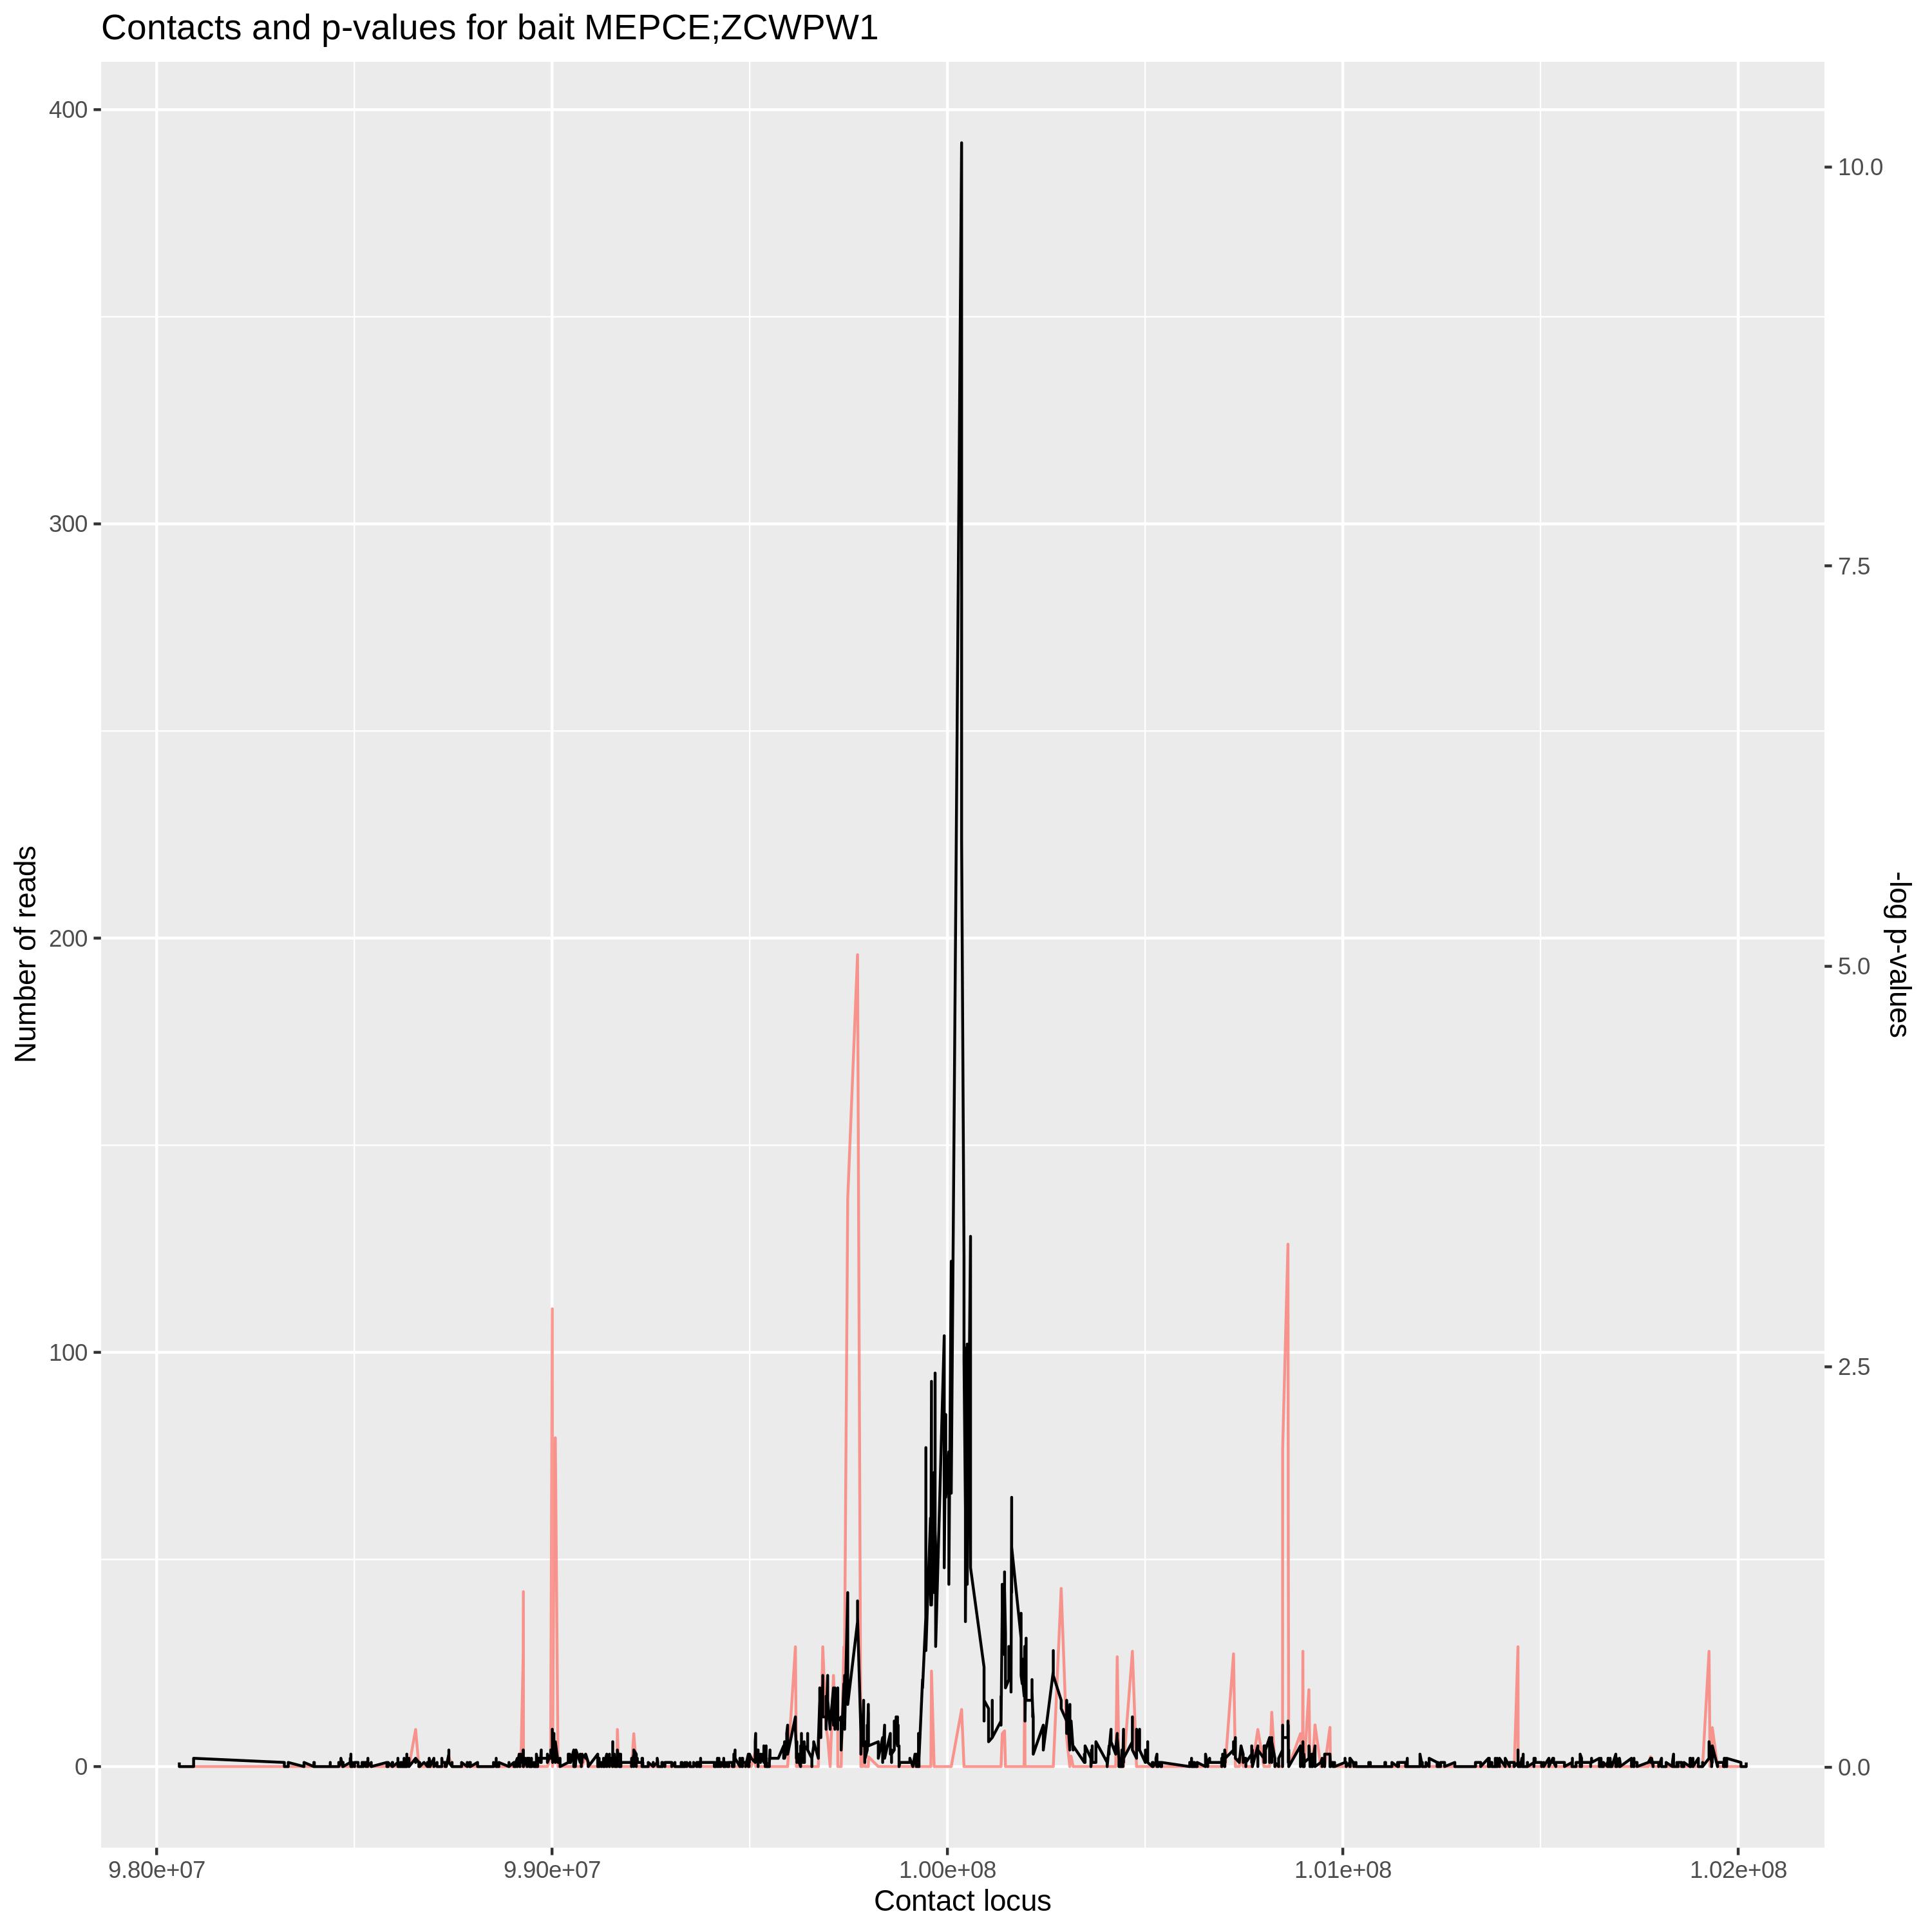 Contacts and p-values for bait MEPCE;ZCWPW1
400
300
200
100
0
Number of reads
10.0
7.5
5.0
2.5
0.0
-log p-values
9.80e+07
9.90e+07
1.00e+08
1.01e+08
1.02e+08
Contact locus